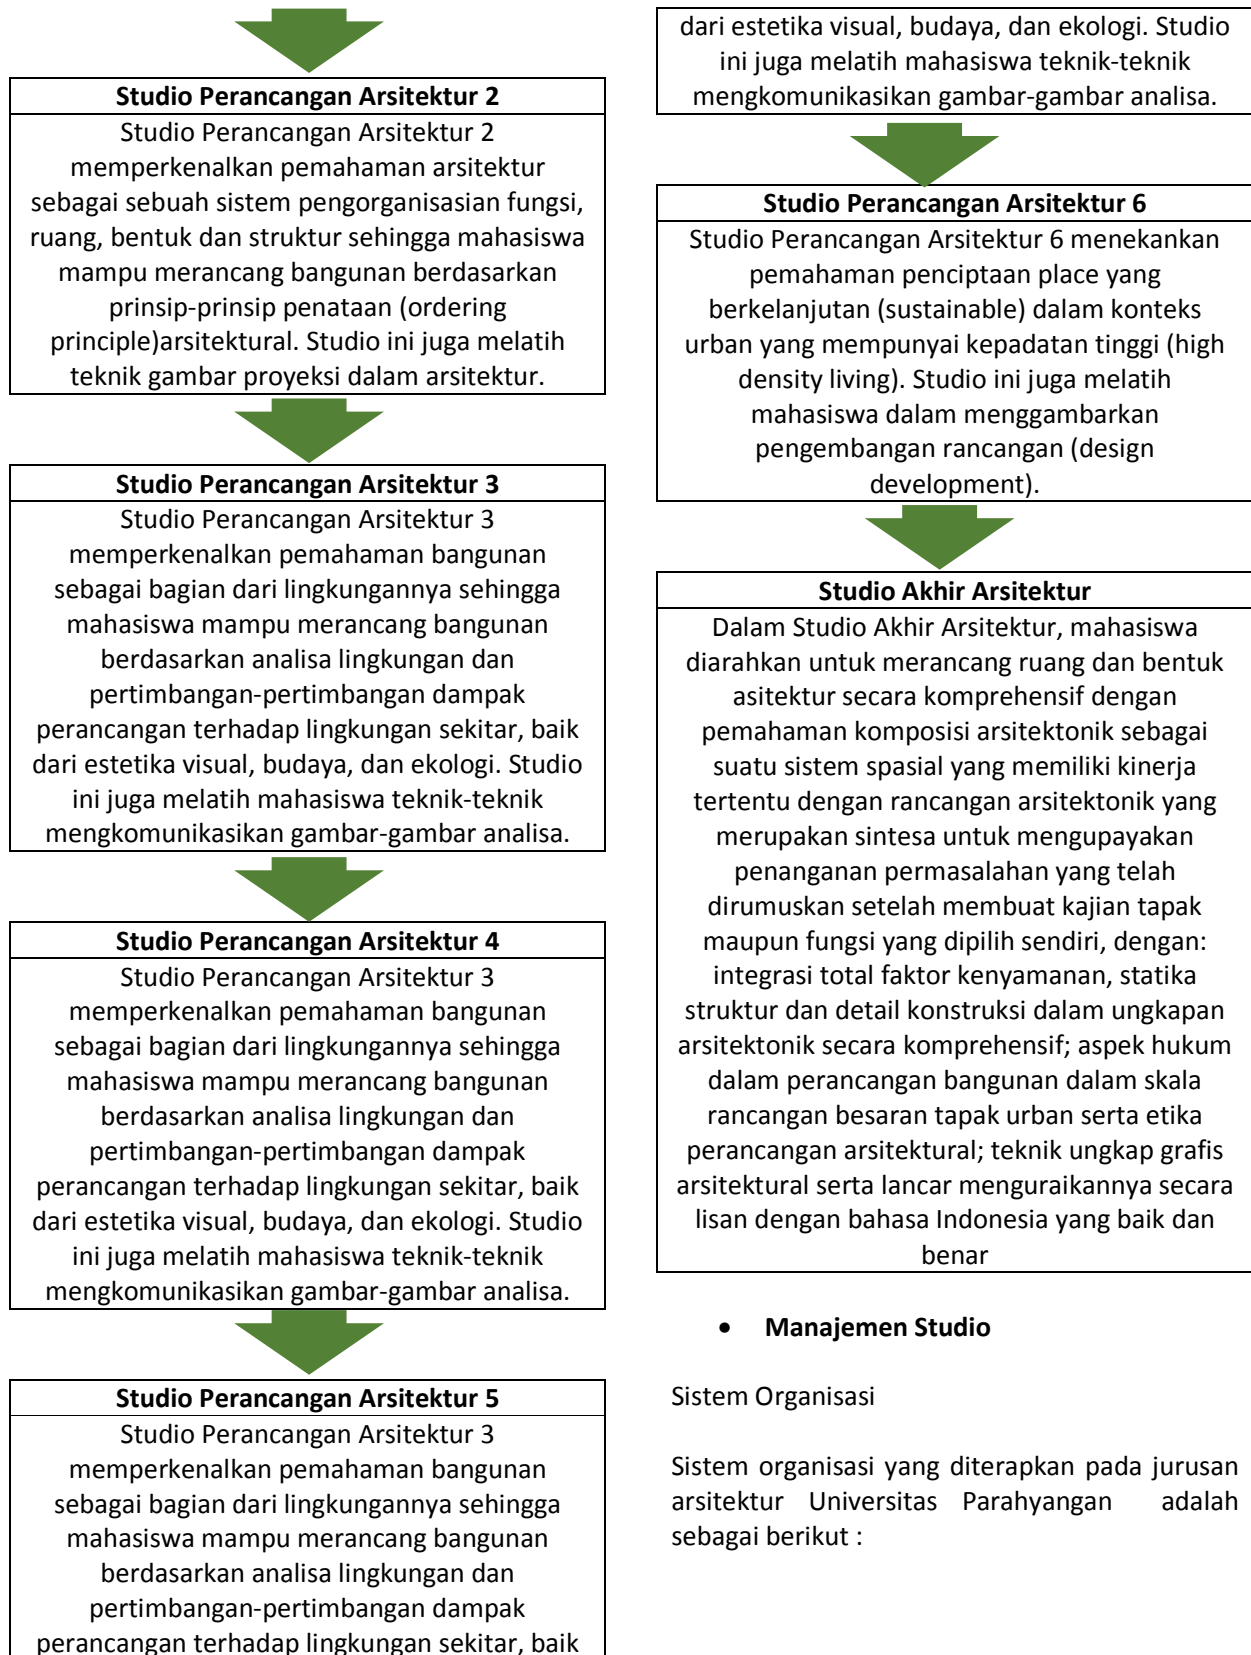 Studio Perancangan Arsitektur 2
Studio Perancangan Arsitektur 2
memperkenalkan pemahaman arsitektur
sebagai sebuah sistem pengorganisasian fungsi,
ruang, bentuk dan struktur sehingga mahasiswa
mampu merancang bangunan berdasarkan
prinsip-prinsip penataan (ordering
principle)arsitektural. Studio ini juga melatih
teknik gambar proyeksi dalam arsitektur.
Studio Perancangan Arsitektur 3
Studio Perancangan Arsitektur 3
memperkenalkan pemahaman bangunan
sebagai bagian dari lingkungannya sehingga
mahasiswa mampu merancang bangunan
berdasarkan analisa lingkungan dan
pertimbangan-pertimbangan dampak
perancangan terhadap lingkungan sekitar, baik
dari estetika visual, budaya, dan ekologi. Studio
ini juga melatih mahasiswa teknik-teknik
mengkomunikasikan gambar-gambar analisa.
Studio Perancangan Arsitektur 4
Studio Perancangan Arsitektur 3
memperkenalkan pemahaman bangunan
sebagai bagian dari lingkungannya sehingga
mahasiswa mampu merancang bangunan
berdasarkan analisa lingkungan dan
pertimbangan-pertimbangan dampak
perancangan terhadap lingkungan sekitar, baik
dari estetika visual, budaya, dan ekologi. Studio
ini juga melatih mahasiswa teknik-teknik
mengkomunikasikan gambar-gambar analisa.
Studio Perancangan Arsitektur 5
Studio Perancangan Arsitektur 3
memperkenalkan pemahaman bangunan
sebagai bagian dari lingkungannya sehingga
mahasiswa mampu merancang bangunan
berdasarkan analisa lingkungan dan
pertimbangan-pertimbangan dampak
perancangan terhadap lingkungan sekitar, baik
dari estetika visual, budaya, dan ekologi. Studio
ini juga melatih mahasiswa teknik-teknik
mengkomunikasikan gambar-gambar analisa.
Studio Perancangan Arsitektur 6
Studio Perancangan Arsitektur 6 menekankan
pemahaman penciptaan place yang
berkelanjutan (sustainable) dalam konteks
urban yang mempunyai kepadatan tinggi (high
density living). Studio ini juga melatih
mahasiswa dalam menggambarkan
pengembangan rancangan (design
development).
Studio Akhir Arsitektur
Dalam Studio Akhir Arsitektur, mahasiswa
diarahkan untuk merancang ruang dan bentuk
asitektur secara komprehensif dengan
pemahaman komposisi arsitektonik sebagai
suatu sistem spasial yang memiliki kinerja
tertentu dengan rancangan arsitektonik yang
merupakan sintesa untuk mengupayakan
penanganan permasalahan yang telah
dirumuskan setelah membuat kajian tapak
maupun fungsi yang dipilih sendiri, dengan:
integrasi total faktor kenyamanan, statika
struktur dan detail konstruksi dalam ungkapan
arsitektonik secara komprehensif; aspek hukum
dalam perancangan bangunan dalam skala
rancangan besaran tapak urban serta etika
perancangan arsitektural; teknik ungkap grafis
arsitektural serta lancar menguraikannya secara
lisan dengan bahasa Indonesia yang baik dan
benar
• Manajemen Studio
Sistem Organisasi
Sistem organisasi yang diterapkan pada jurusan
arsitektur Universitas Parahyangan adalah
sebagai berikut :